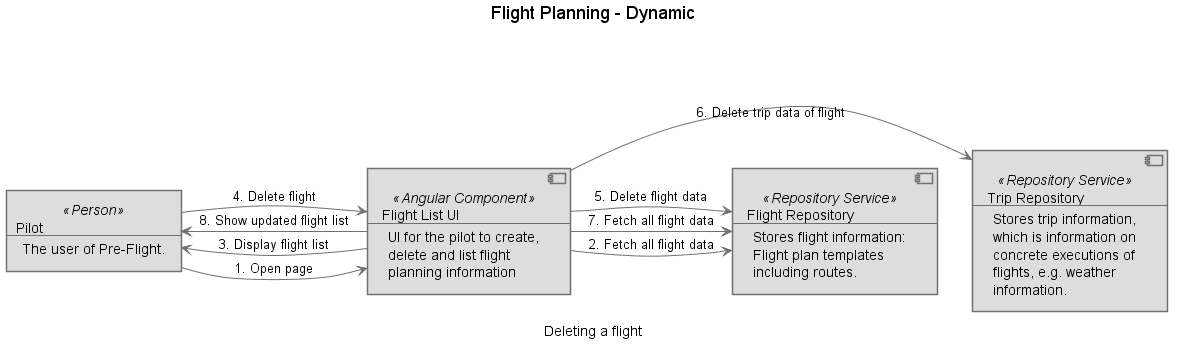 Flight Planning - Dynamic
6. Delete trip data of flight
«Person»
Pilot
The user of Pre-Flight.
4. Delete flight
8. Show updated flight list
3. Display flight list
1. Open page
«Angular Component»
Flight List UI
UI for the pilot to create,
delete and list flight
planning information
5. Delete flight data
7. Fetch all flight data
2. Fetch all flight data
«Repository Service»
Flight Repository
Stores flight information:
Flight plan templates
including routes.
«Repository Service»
Trip Repository
Stores trip information,
which is information on
concrete executions of
flights, e.g. weather
information.
Deleting a flight